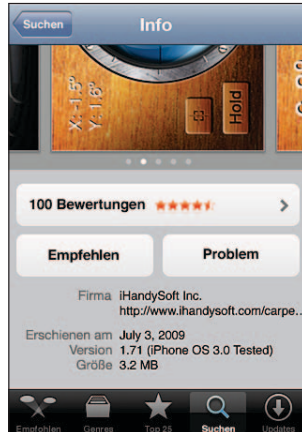 Suchen
Info
X: -1.5°
Y: 1.6°
Hold
100 Bewertungen
Empfehlen
Problem
Firma iHandySoft Inc.
http://www.ihandysoft.com/carpe...
Erschienen am July 3, 2009
Version 1.71 (iPhone OS 3.0 Tested)
Größe 3.2 MB
Empfohlen
Genres
Top 25
Suchen
Updates